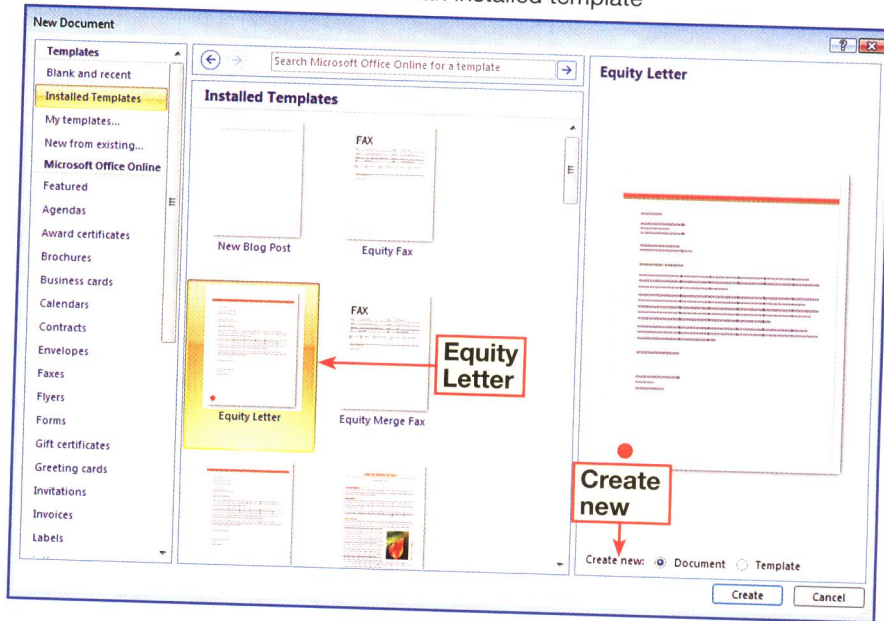 an installed template
New Document
Templates
Blank and recent
Installed Templates
My templates...
New from existing...
Microsoft Office Online
Featured
Agendas
Award certificates
Brochures
Business cards
Calendars
Contracts
Envelopes
Faxes
Flyers
Forms
Gift certificates
Greeting cards
Invitations
Invoices
Labels
Search Microsoft Office Online for a template
Installed Templates
New Blog Post
FAX
Equity Fax
Equity Letter
FAX
Equity Merge Fax
Equity
Letter
Equity Letter
Create
new
Create new: Document Template
Create Cancel